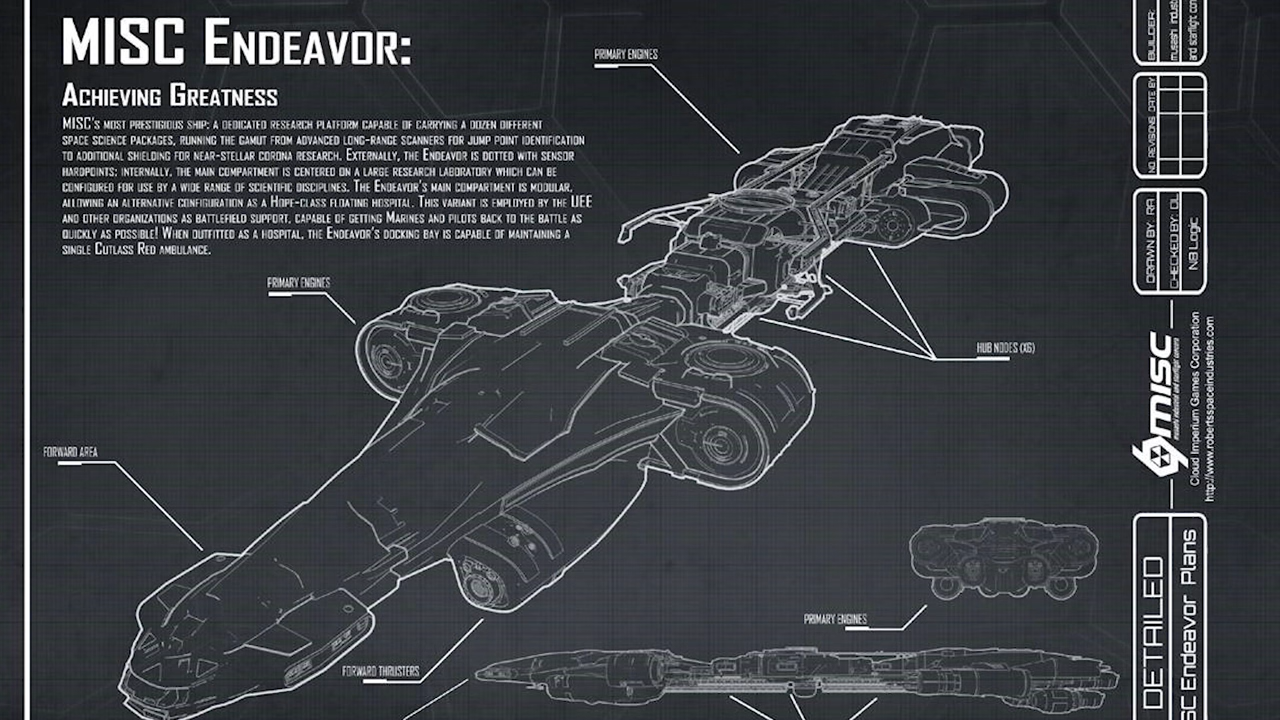 MISC ENDEAVOR:
ACHIEVING GREATNESS
MISC'S MOST PRESTIGIOUS SHIP: A DEDICATED RESEARCH PLATFORM CAPABLE OF CARRYING A DOZEN DIFFERENT
SPACE SCIENCE PACKAGES, RUNNING THE GAMUT FROM ADVANCED LONG-RANGE SCANNERS FOR JUMP POINT IDENTIFICATION
TO ADDITIONAL SHIELDING FOR NEAR-STELLAR CORONA RESEARCH. EXTERNALLY, THE ENDEAVOR IS DOTTED WITH SENSOR
HARDPOINTS; INTERNALLY, THE MAIN COMPARTMENT IS CENTERED ON A LARGE RESEARCH LABORATORY WHICH CAN BE
CONFIGURED FOR USE BY A WIDE RANGE OF SCIENTIFIC DISCIPLINES. THE ENDEAVOR'S MAIN COMPARTMENT IS MODULAR,
ALLOWING AN ALTERNATIVE CONFIGURATION AS A HOPE-CLASS FLOATING HOSPITAL. THIS VARIANT IS EMPLOYED BY THE UEE
AND OTHER ORGANIZATIONS AS BATTLEFIELD SUPPORT, CAPABLE OF GETTING MARINES AND PILOTS BACK TO THE BATTLE AS
QUICKLY AS POSSIBLE! WHEN OUTFITTED AS A HOSPITAL, THE ENDEAVOR'S DOCKING BAY IS CAPABLE OF MAINTAINING A
SINGLE CUTLASS RED AMBULANCE.
PRIMARY ENGINES
PRIMARY ENGINES
HUB NODES (X6)
FORWARD AREA
PRIMARY ENGINES
FORWARD THRUSTERS
BUILDER:
and starflight
NO. REVISIONS DATE BY
DRAWN BY: RA
CHECKED BY: DL
NB Logic
MISC
Cloud Imperium Games Corporation
http://www.robertsspaceindustries.com
DETAILED
Endeavor Plans